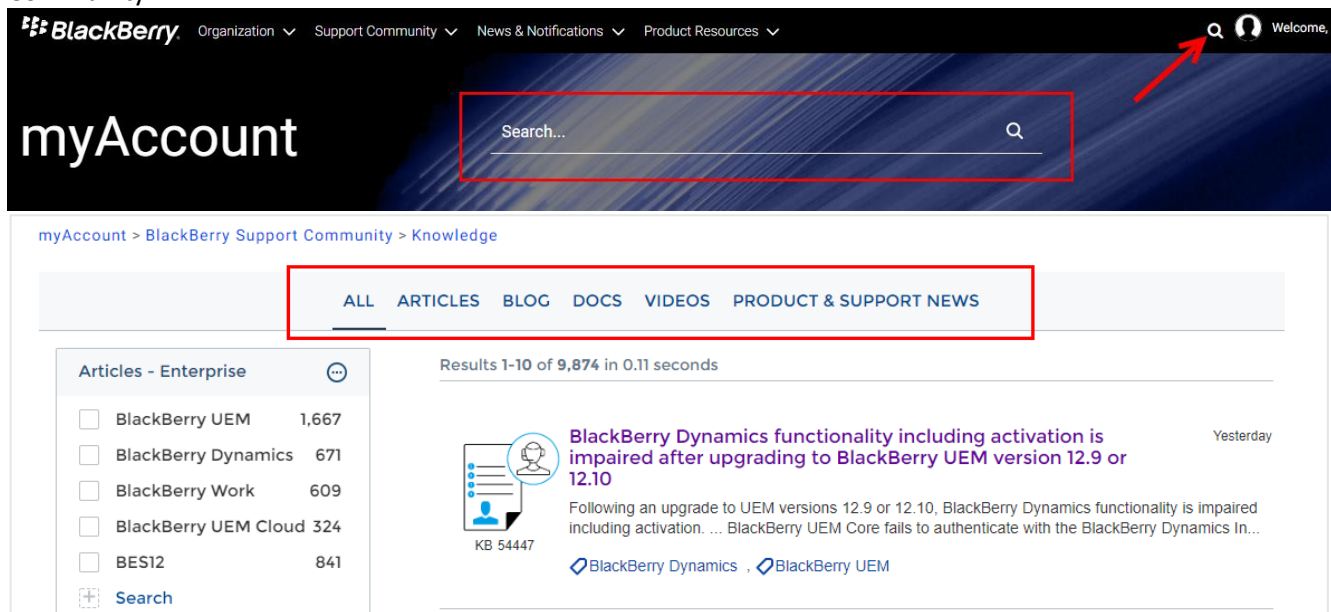 BlackBerry. Organization Support Community News & Notifications Product Resources Welcome,
myAccount
Search...
myAccount > BlackBerry Support Community > Knowledge
ALL ARTICLES BLOG DOCS VIDEOS PRODUCT & SUPPORT NEWS
Articles - Enterprise
BlackBerry UEM 1,667
BlackBerry Dynamics 671
BlackBerry Work 609
BlackBerry UEM Cloud 324
BES12 841
Search
Results 1-10 of 9,874 in 0.11 seconds
BlackBerry Dynamics functionality including activation is
impaired after upgrading to BlackBerry UEM version 12.9 or
12.10
Yesterday
Following an upgrade to UEM versions 12.9 or 12.10, BlackBerry Dynamics functionality is impaired
including activation. ... BlackBerry UEM Core fails to authenticate with the BlackBerry Dynamics In...
KB 54447
BlackBerry Dynamics , BlackBerry UEM